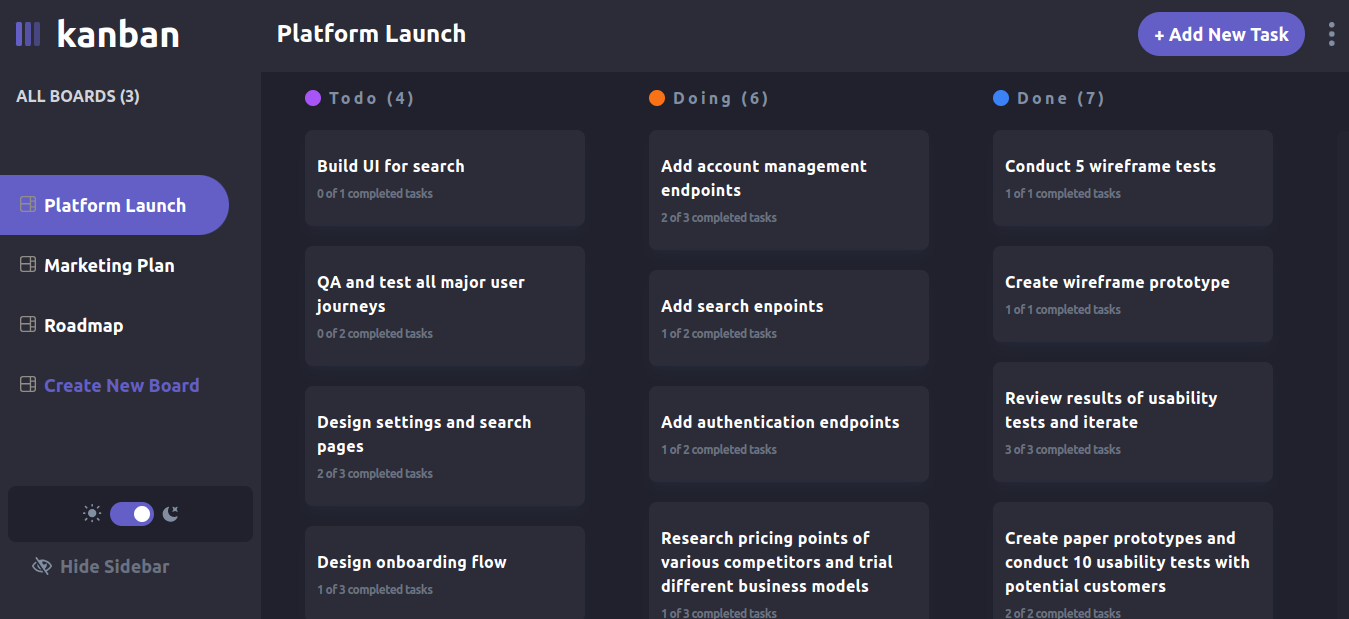 kanban
Platform Launch
+ Add New Task
ALL BOARDS (3)
Platform Launch
Marketing Plan
Roadmap
Create New Board
Hide Sidebar
Todo (4)
Build UI for search
0 of 1 completed tasks
QA and test all major user
journeys
0 of 2 completed tasks
Design settings and search
pages
2 of 3 completed tasks
Design onboarding flow
1 of 3 completed tasks
Doing (6)
Add account management
endpoints
2 of 3 completed tasks
Add search enpoints
1 of 2 completed tasks
Add authentication endpoints
1 of 2 completed tasks
Research pricing points of
various competitors and trial
different business models
1 of 3 completed tasks
Done (7)
Conduct 5 wireframe tests
1 of 1 completed tasks
Create wireframe prototype
1 of 1 completed tasks
Review results of usability
tests and iterate
3 of 3 completed tasks
Create paper prototypes and
conduct 10 usability tests with
potential customers
2 of 2 completed tasks